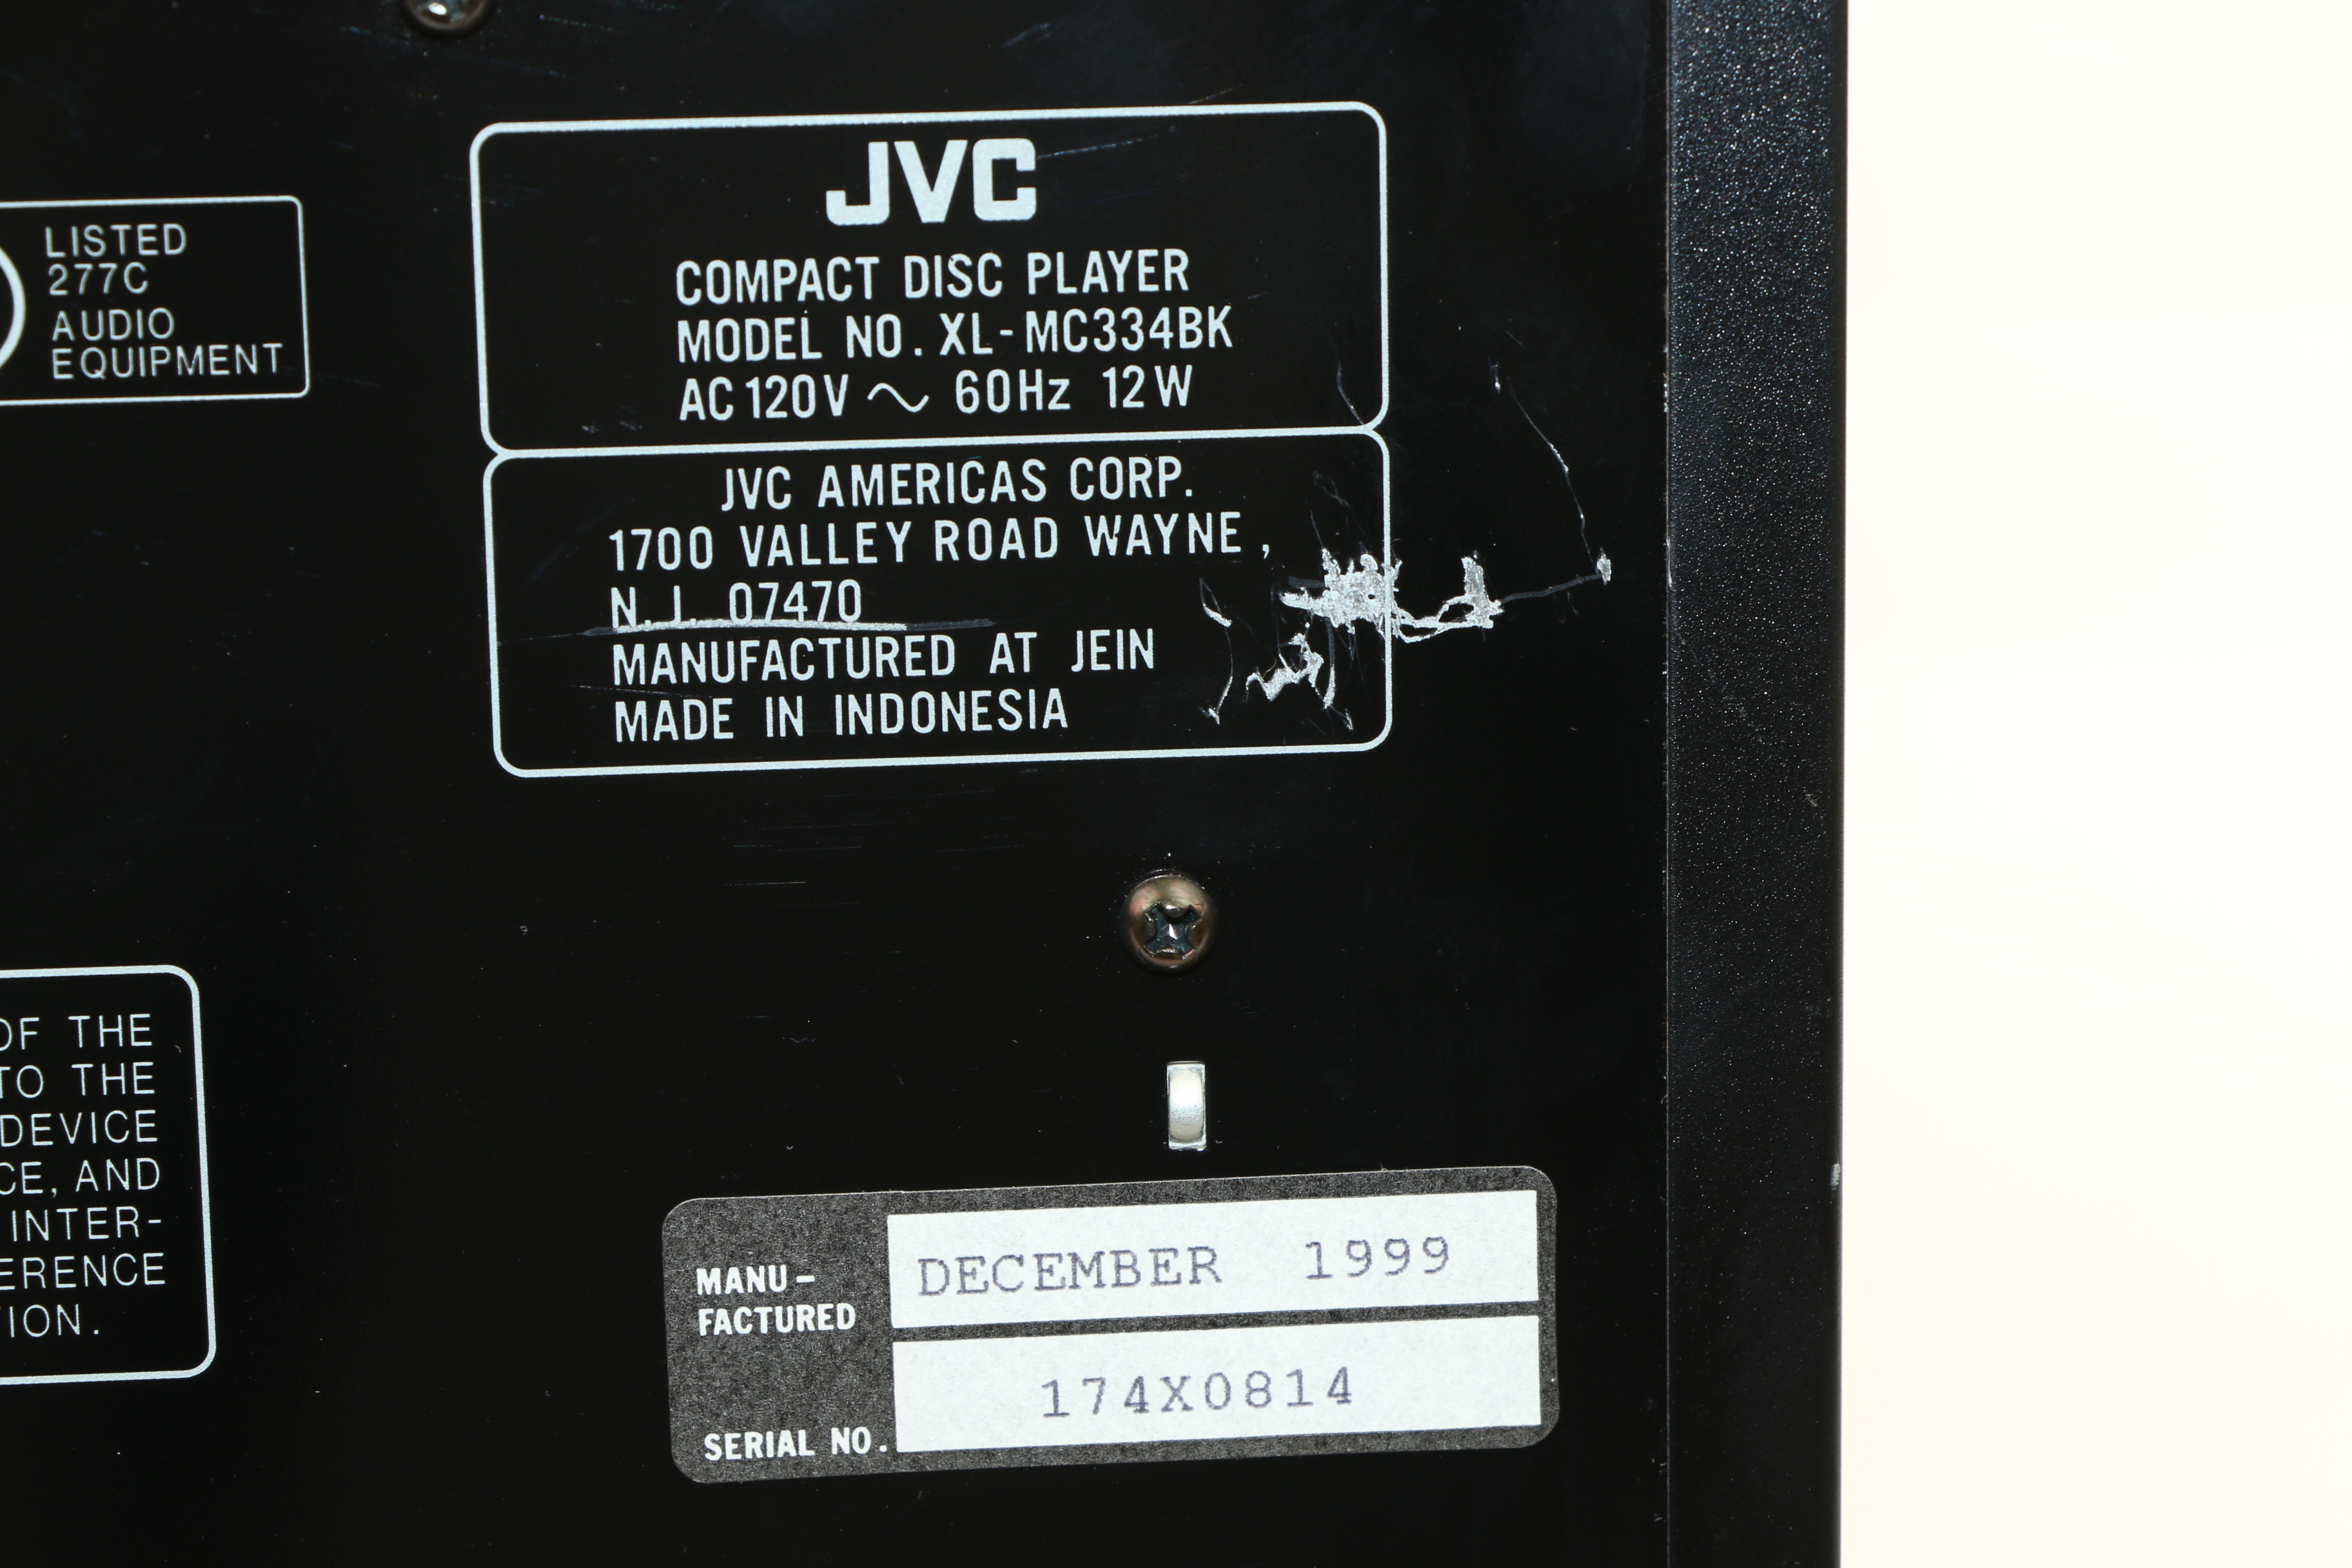 LISTED
277C
AUDIO
EQUIPMENT
JVC
COMPACT DISC PLAYER
MODEL NO. XL-MC334BK
AC 120V ~ 60Hz 12W
JVC AMERICAS CORP.
1700 VALLEY ROAD WAYNE,
N.J. 07470
MANUFACTURED AT JEIN
MADE IN INDONESIA
OF THE
TO THE
DEVICE
CE, AND
INTER-
ERENCE
TION.
MANU-
FACTURED
DECEMBER 1999
SERIAL NO.
174X0814